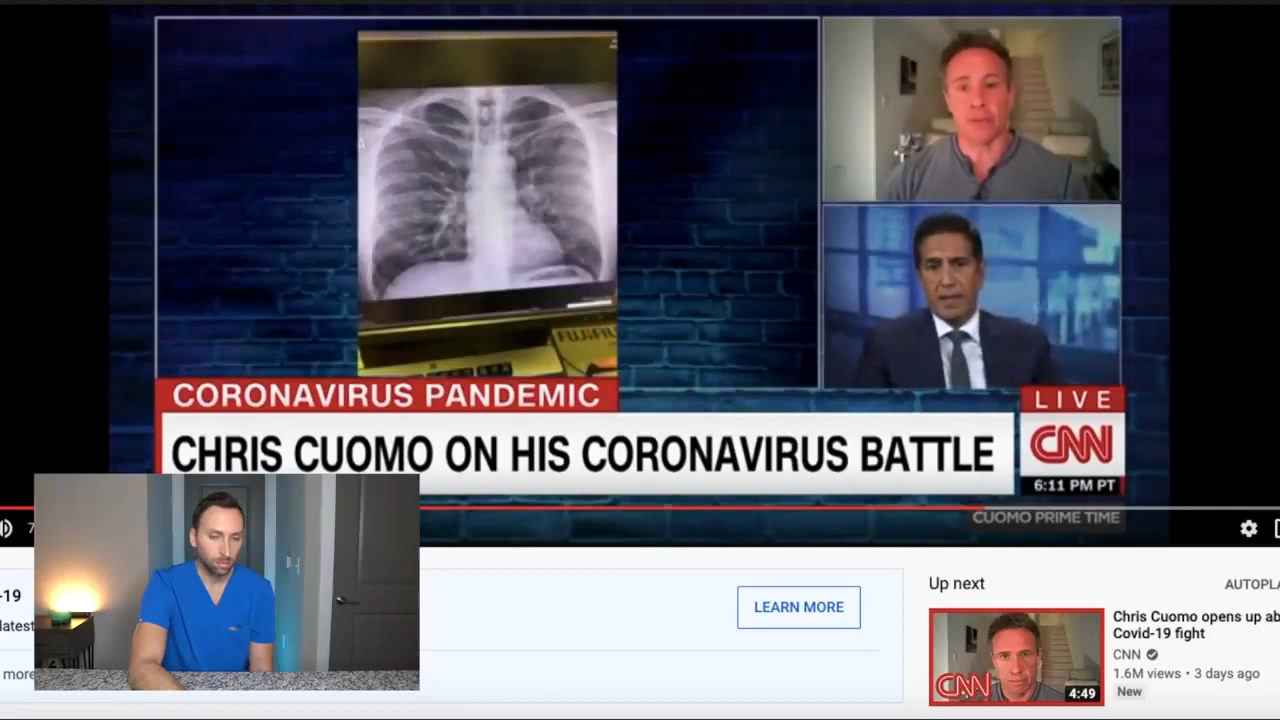 FUJIFILM
CORONAVIRUS PANDEMIC
CHRIS CUOMO ON HIS CORONAVIRUS BATTLE
LIVE
CNN
6:11 PM PT
CUOMO PRIME TIME
7
-19
latest
more
LEARN MORE
Up next
AUTOPLA
Chris Cuomo opens up ab
Covid-19 fight
CNN
1.6M views • 3 days ago
New
CNN
4:49